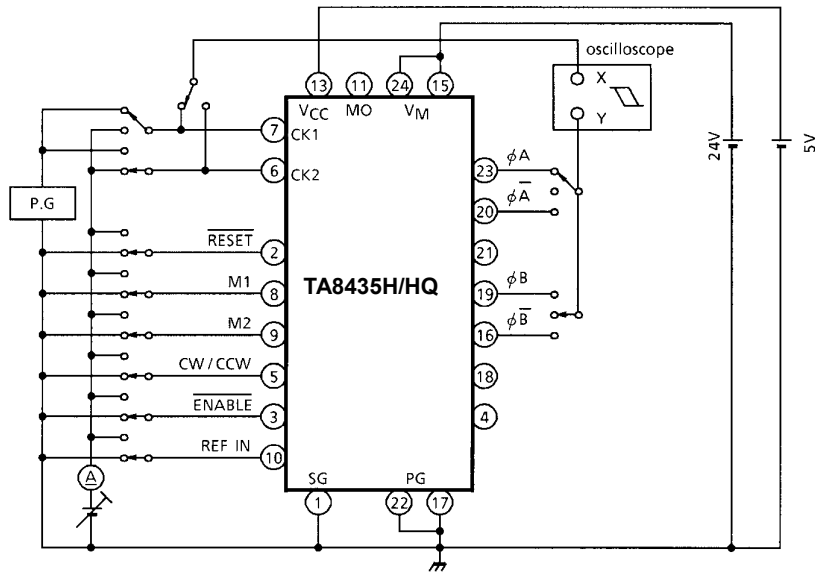 oscilloscope
X
Y
13
11
24
15
VCC
MO
VM
7
CK1
6
CK2
P.G
RESET
2
M1
8
M2
9
CW / CCW
5
ENABLE
3
REF IN
10
A
TA8435H/HQ
23
ϕA
20
ϕA̅
21
19
ϕB
16
ϕB̅
18
4
SG
1
PG
22
17
24V
5V